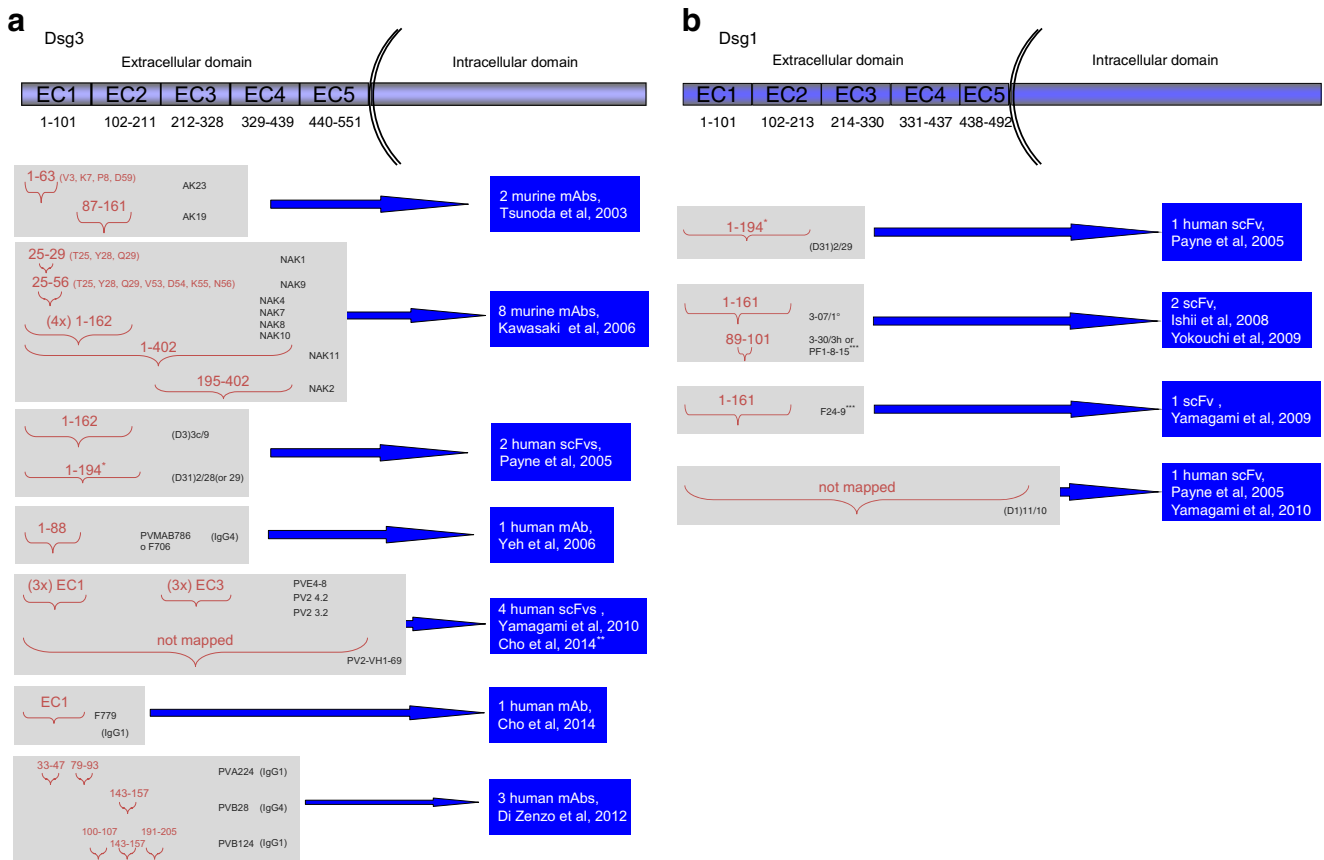 a
Dsg3
Extracellular domain
Intracellular domain
EC1 EC2 EC3 EC4 EC5
1-101 102-211 212-328 329-439 440-551
1-63 (V3, K7, P8, D59)
AK23
87-161
AK19
2 murine mAbs,
Tsunoda et al, 2003
25-29 (T25, Y28, Q29)
NAK1
25-56 (T25, Y28, Q29, V53, D54, K55, N56)
NAK9
(4x) 1-162
NAK4
NAK7
NAK8
NAK10
1-402
NAK11
195-402
NAK2
8 murine mAbs,
Kawasaki et al, 2006
1-162
(D3)3c/9
1-194*
(D31)2/28(or 29)
2 human scFvs,
Payne et al, 2005
1-88
PVMAB786 (IgG4)
o F706
1 human mAb,
Yeh et al, 2006
(3x) EC1 (3x) EC3
PVE4-8
PV2 4.2
PV2 3.2
not mapped
PV2-VH1-69
4 human scFvs ,
Yamagami et al, 2010
Cho et al, 2014**
EC1
F779
(IgG1)
1 human mAb,
Cho et al, 2014
33-47 79-93
PVA224 (IgG1)
143-157
PVB28 (IgG4)
100-107 191-205
143-157
PVB124 (IgG1)
3 human mAbs,
Di Zenzo et al, 2012
b
Dsg1
Extracellular domain
Intracellular domain
EC1 EC2 EC3 EC4 EC5
1-101 102-213 214-330 331-437 438-492
1-194*
(D31)2/29
1 human scFv,
Payne et al, 2005
1-161
3-07/1°
89-101
3-30/3h or
PF1-8-15***
2 scFv,
Ishii et al, 2008
Yokouchi et al, 2009
1-161
F24-9***
1 scFv ,
Yamagami et al, 2009
not mapped
(D1)11/10
1 human scFv,
Payne et al, 2005
Yamagami et al, 2010